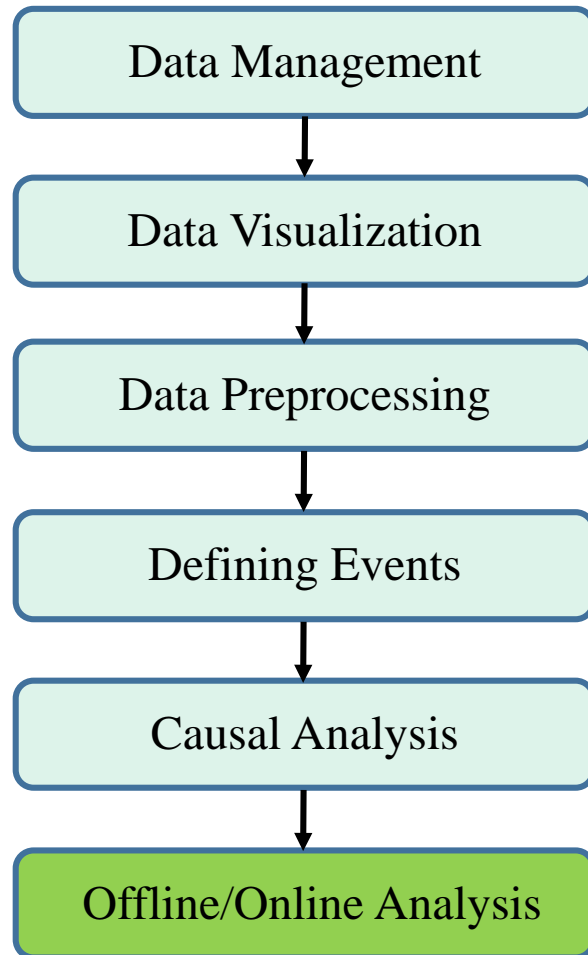 Data Management
Data Visualization
Data Preprocessing
Defining Events
Causal Analysis
Offline/Online Analysis